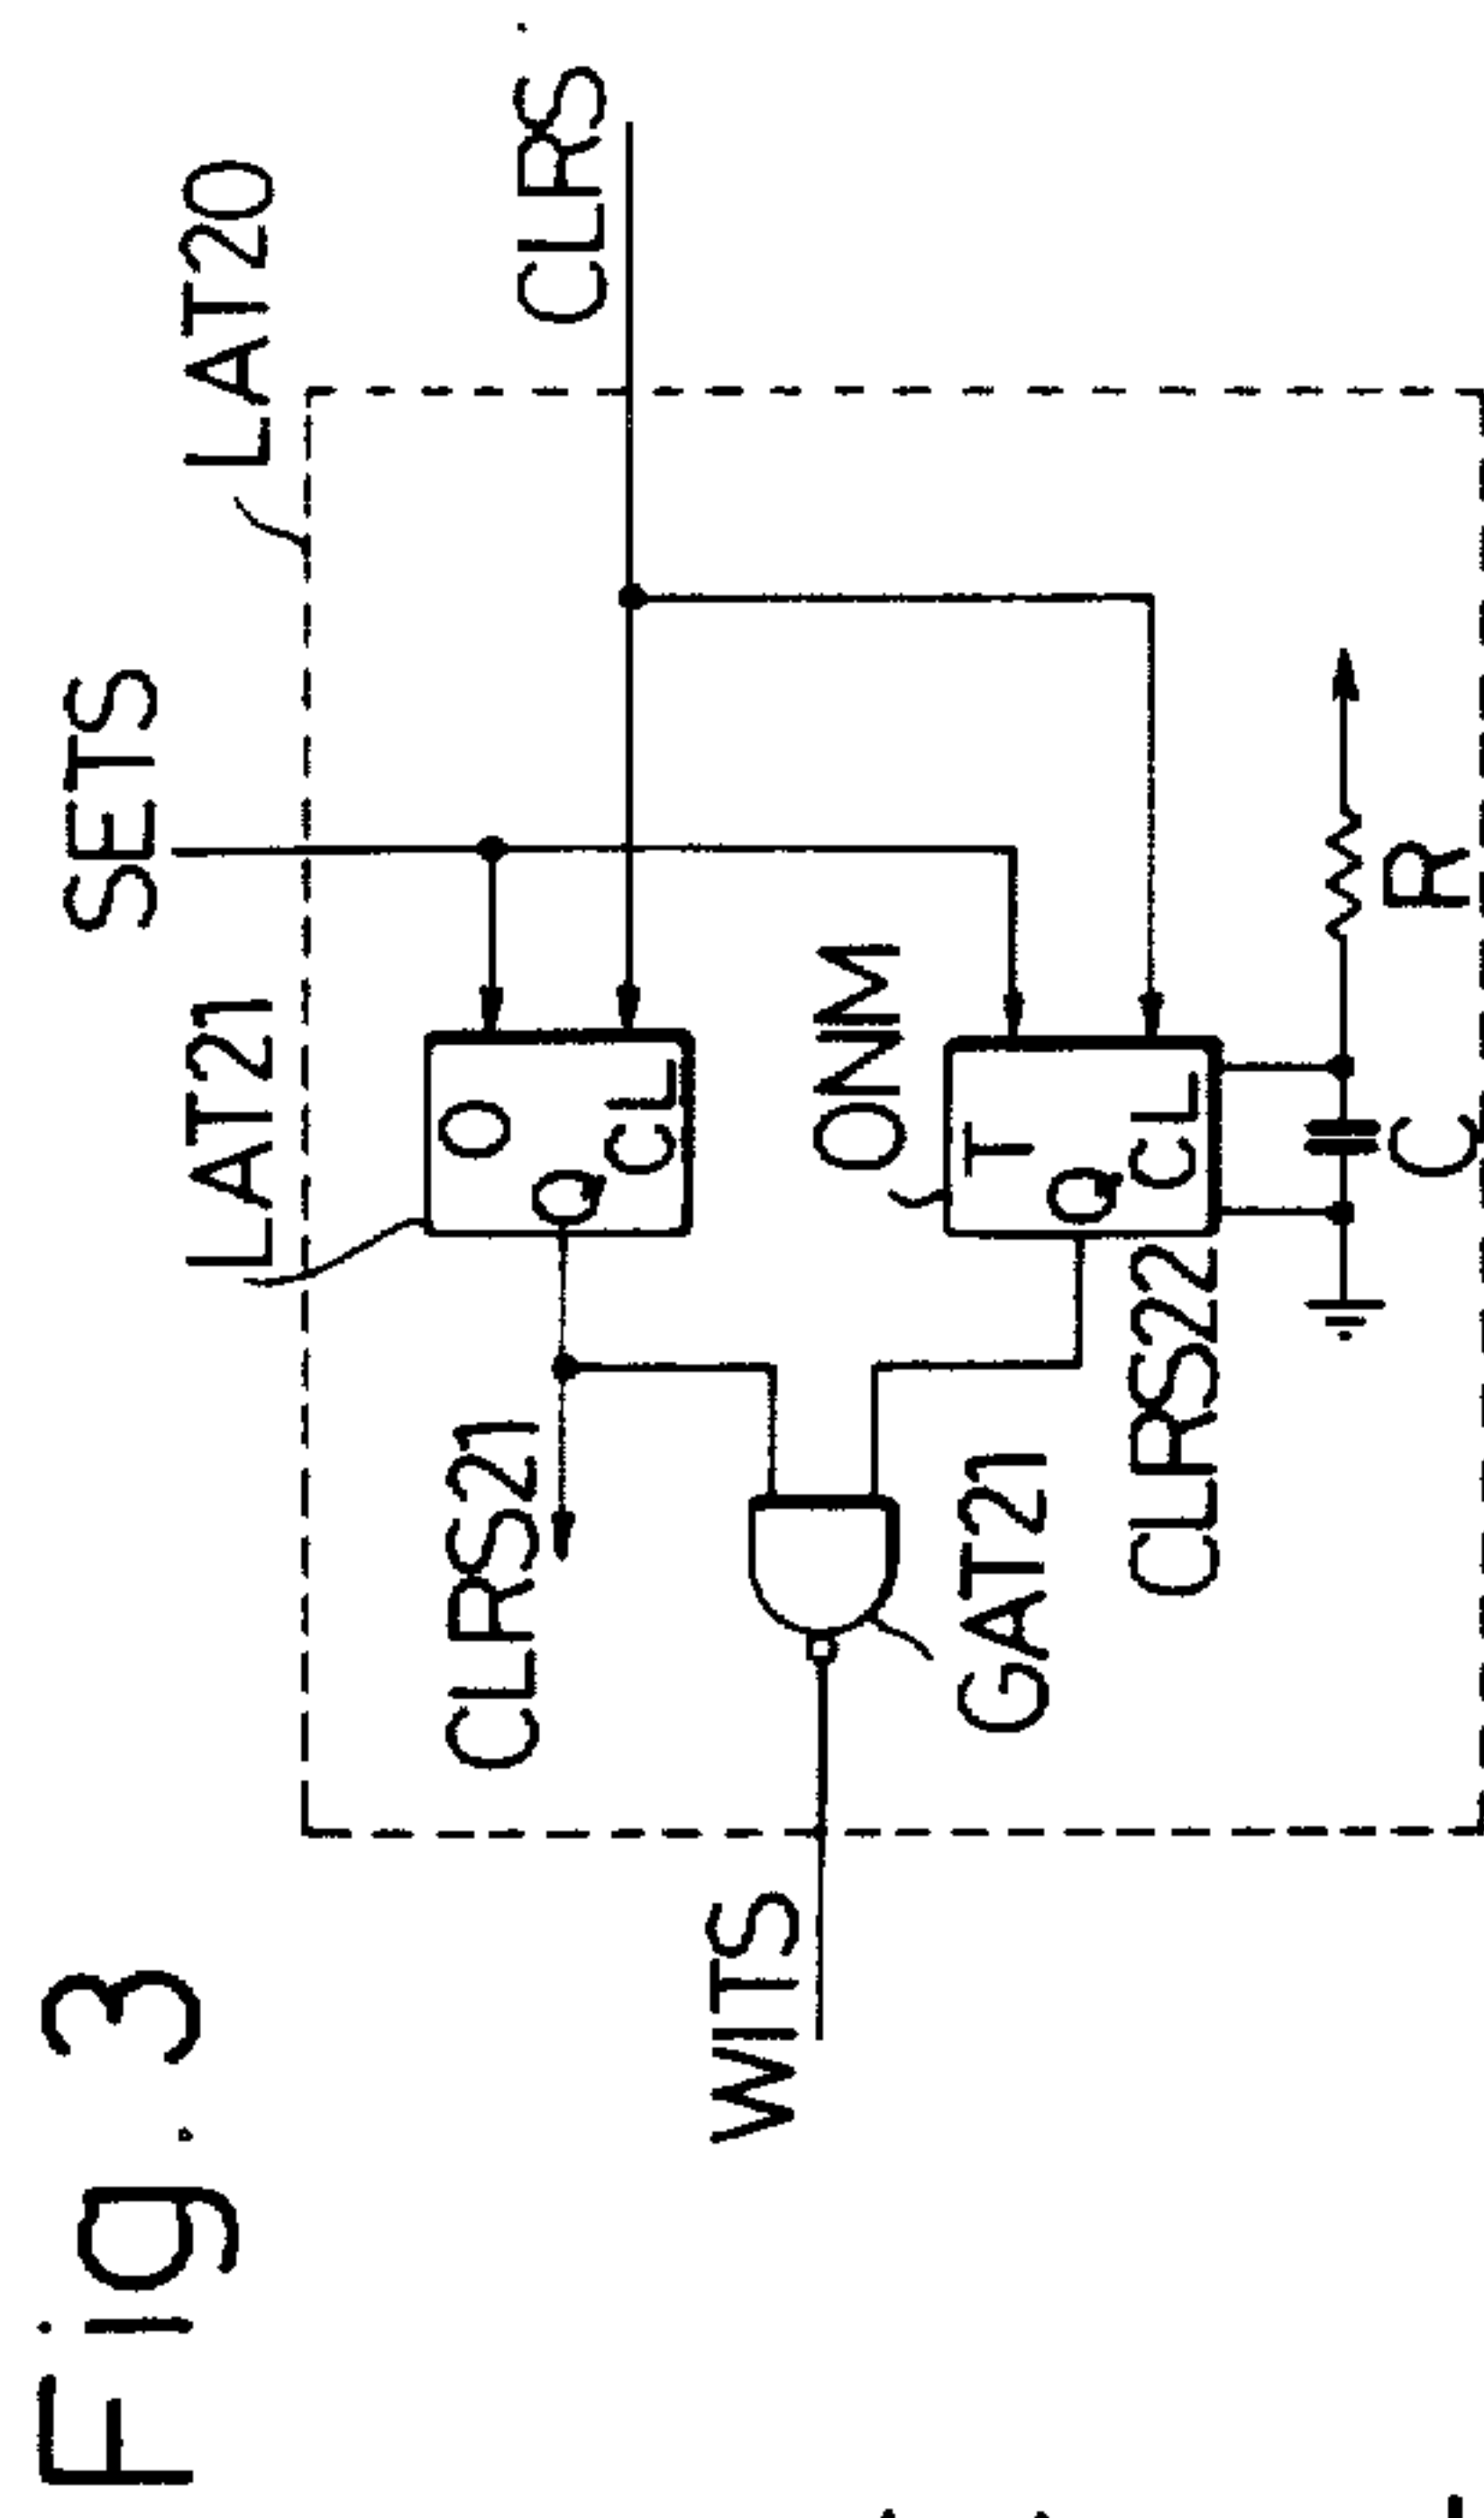 Fig. 3
SETS
LAT20
LAT21
O
Q
CL
CLRS
CLRS21
WITS
ONM
T
Q
CL
GAT21
CLRS22
C
R